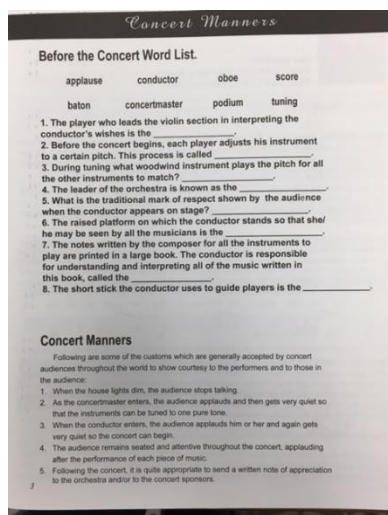 Concert Manners
Before the Concert Word List.
applause conductor oboe score
baton concertmaster podium tuning
1. The player who leads the violin section in interpreting the
conductor's wishes is the ____________.
2. Before the concert begins, each player adjusts his instrument
to a certain pitch. This process is called ____________.
3. During tuning what woodwind instrument plays the pitch for all
the other instruments to match? ____________.
4. The leader of the orchestra is known as the ____________.
5. What is the traditional mark of respect shown by the audience
when the conductor appears on stage? ____________.
6. The raised platform on which the conductor stands so that she/
he may be seen by all the musicians is the ____________.
7. The notes written by the composer for all the instruments to
play are printed in a large book. The conductor is responsible
for understanding and interpreting all of the music written in
this book, called the ____________.
8. The short stick the conductor uses to guide players is the ____________.
Concert Manners
Following are some of the customs which are generally accepted by concert
audiences throughout the world to show courtesy to the performers and to those in
the audience:
1. When the house lights dim, the audience stops talking.
2. As the concertmaster enters, the audience applauds and then gets very quiet so
that the instruments can be tuned to one pure tone.
3. When the conductor enters, the audience applauds him or her and again gets
very quiet so the concert can begin.
4. The audience remains seated and attentive throughout the concert, applauding
after the performance of each piece of music.
5. Following the concert, it is quite appropriate to send a written note of appreciation
to the orchestra and/or to the concert sponsors.
3